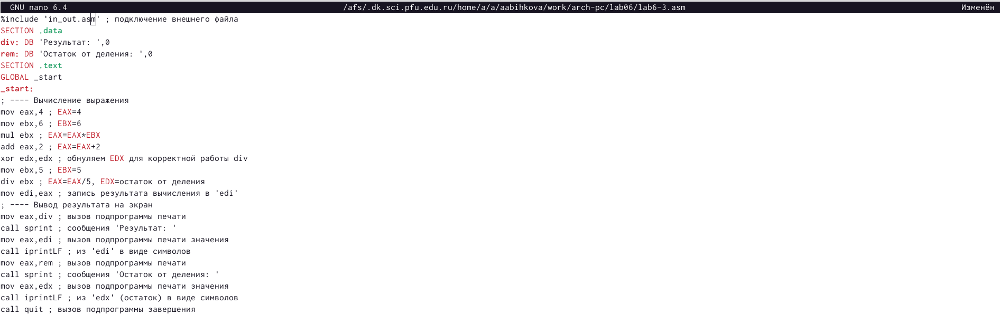 GNU nano 6.4 /afs/.dk.sci.pfu.edu.ru/home/a/a/aabihkova/work/arch-pc/lab06/lab6-3.asm Изменён
%include 'in_out.asm' ; подключение внешнего файла
SECTION .data
div: DB 'Результат: ',0
rem: DB 'Остаток от деления: ',0
SECTION .text
GLOBAL _start
_start:
; ---- Вычисление выражения
mov eax,4 ; EAX=4
mov ebx,6 ; EBX=6
mul ebx ; EAX=EAX*EBX
add eax,2 ; EAX=EAX+2
xor edx,edx ; обнуляем EDX для корректной работы div
mov ebx,5 ; EBX=5
div ebx ; EAX=EAX/5, EDX=остаток от деления
mov edi,eax ; запись результата вычисления в 'edi'
; ---- Вывод результата на экран
mov eax,div ; вызов подпрограммы печати
call sprint ; сообщения 'Результат: '
mov eax,edi ; вызов подпрограммы печати значения
call iprintLF ; из 'edi' в виде символов
mov eax,rem ; вызов подпрограммы печати
call sprint ; сообщения 'Остаток от деления: '
mov eax,edx ; вызов подпрограммы печати значения
call iprintLF ; из 'edx' (остаток) в виде символов
call quit ; вызов подпрограммы завершения